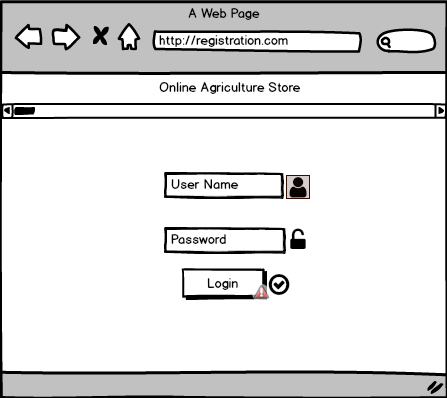 A Web Page
http://registration.com
Online Agriculture Store
User Name
Password
Login